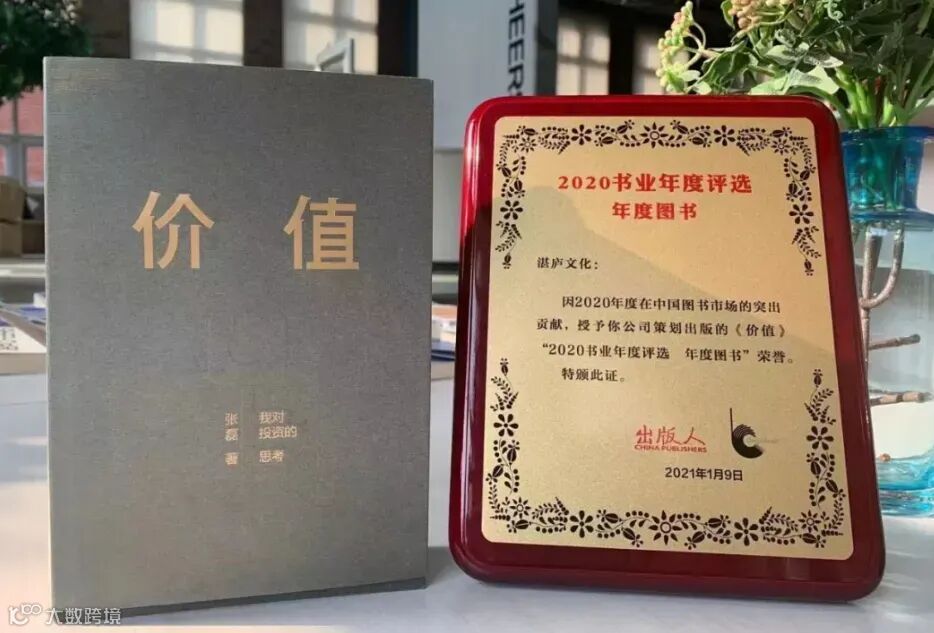 CHEERS
价 值
张磊 著
我对
投资的
思考
2020书业年度评选
年度图书
湛庐文化：
因2020年度在中国图书市场的突出
贡献，授予你公司策划出版的《价值》
“2020书业年度评选 年度图书”荣誉。
特颁此证。
出版人
CHINA PUBLISHERS
2021年1月9日
大数跨境